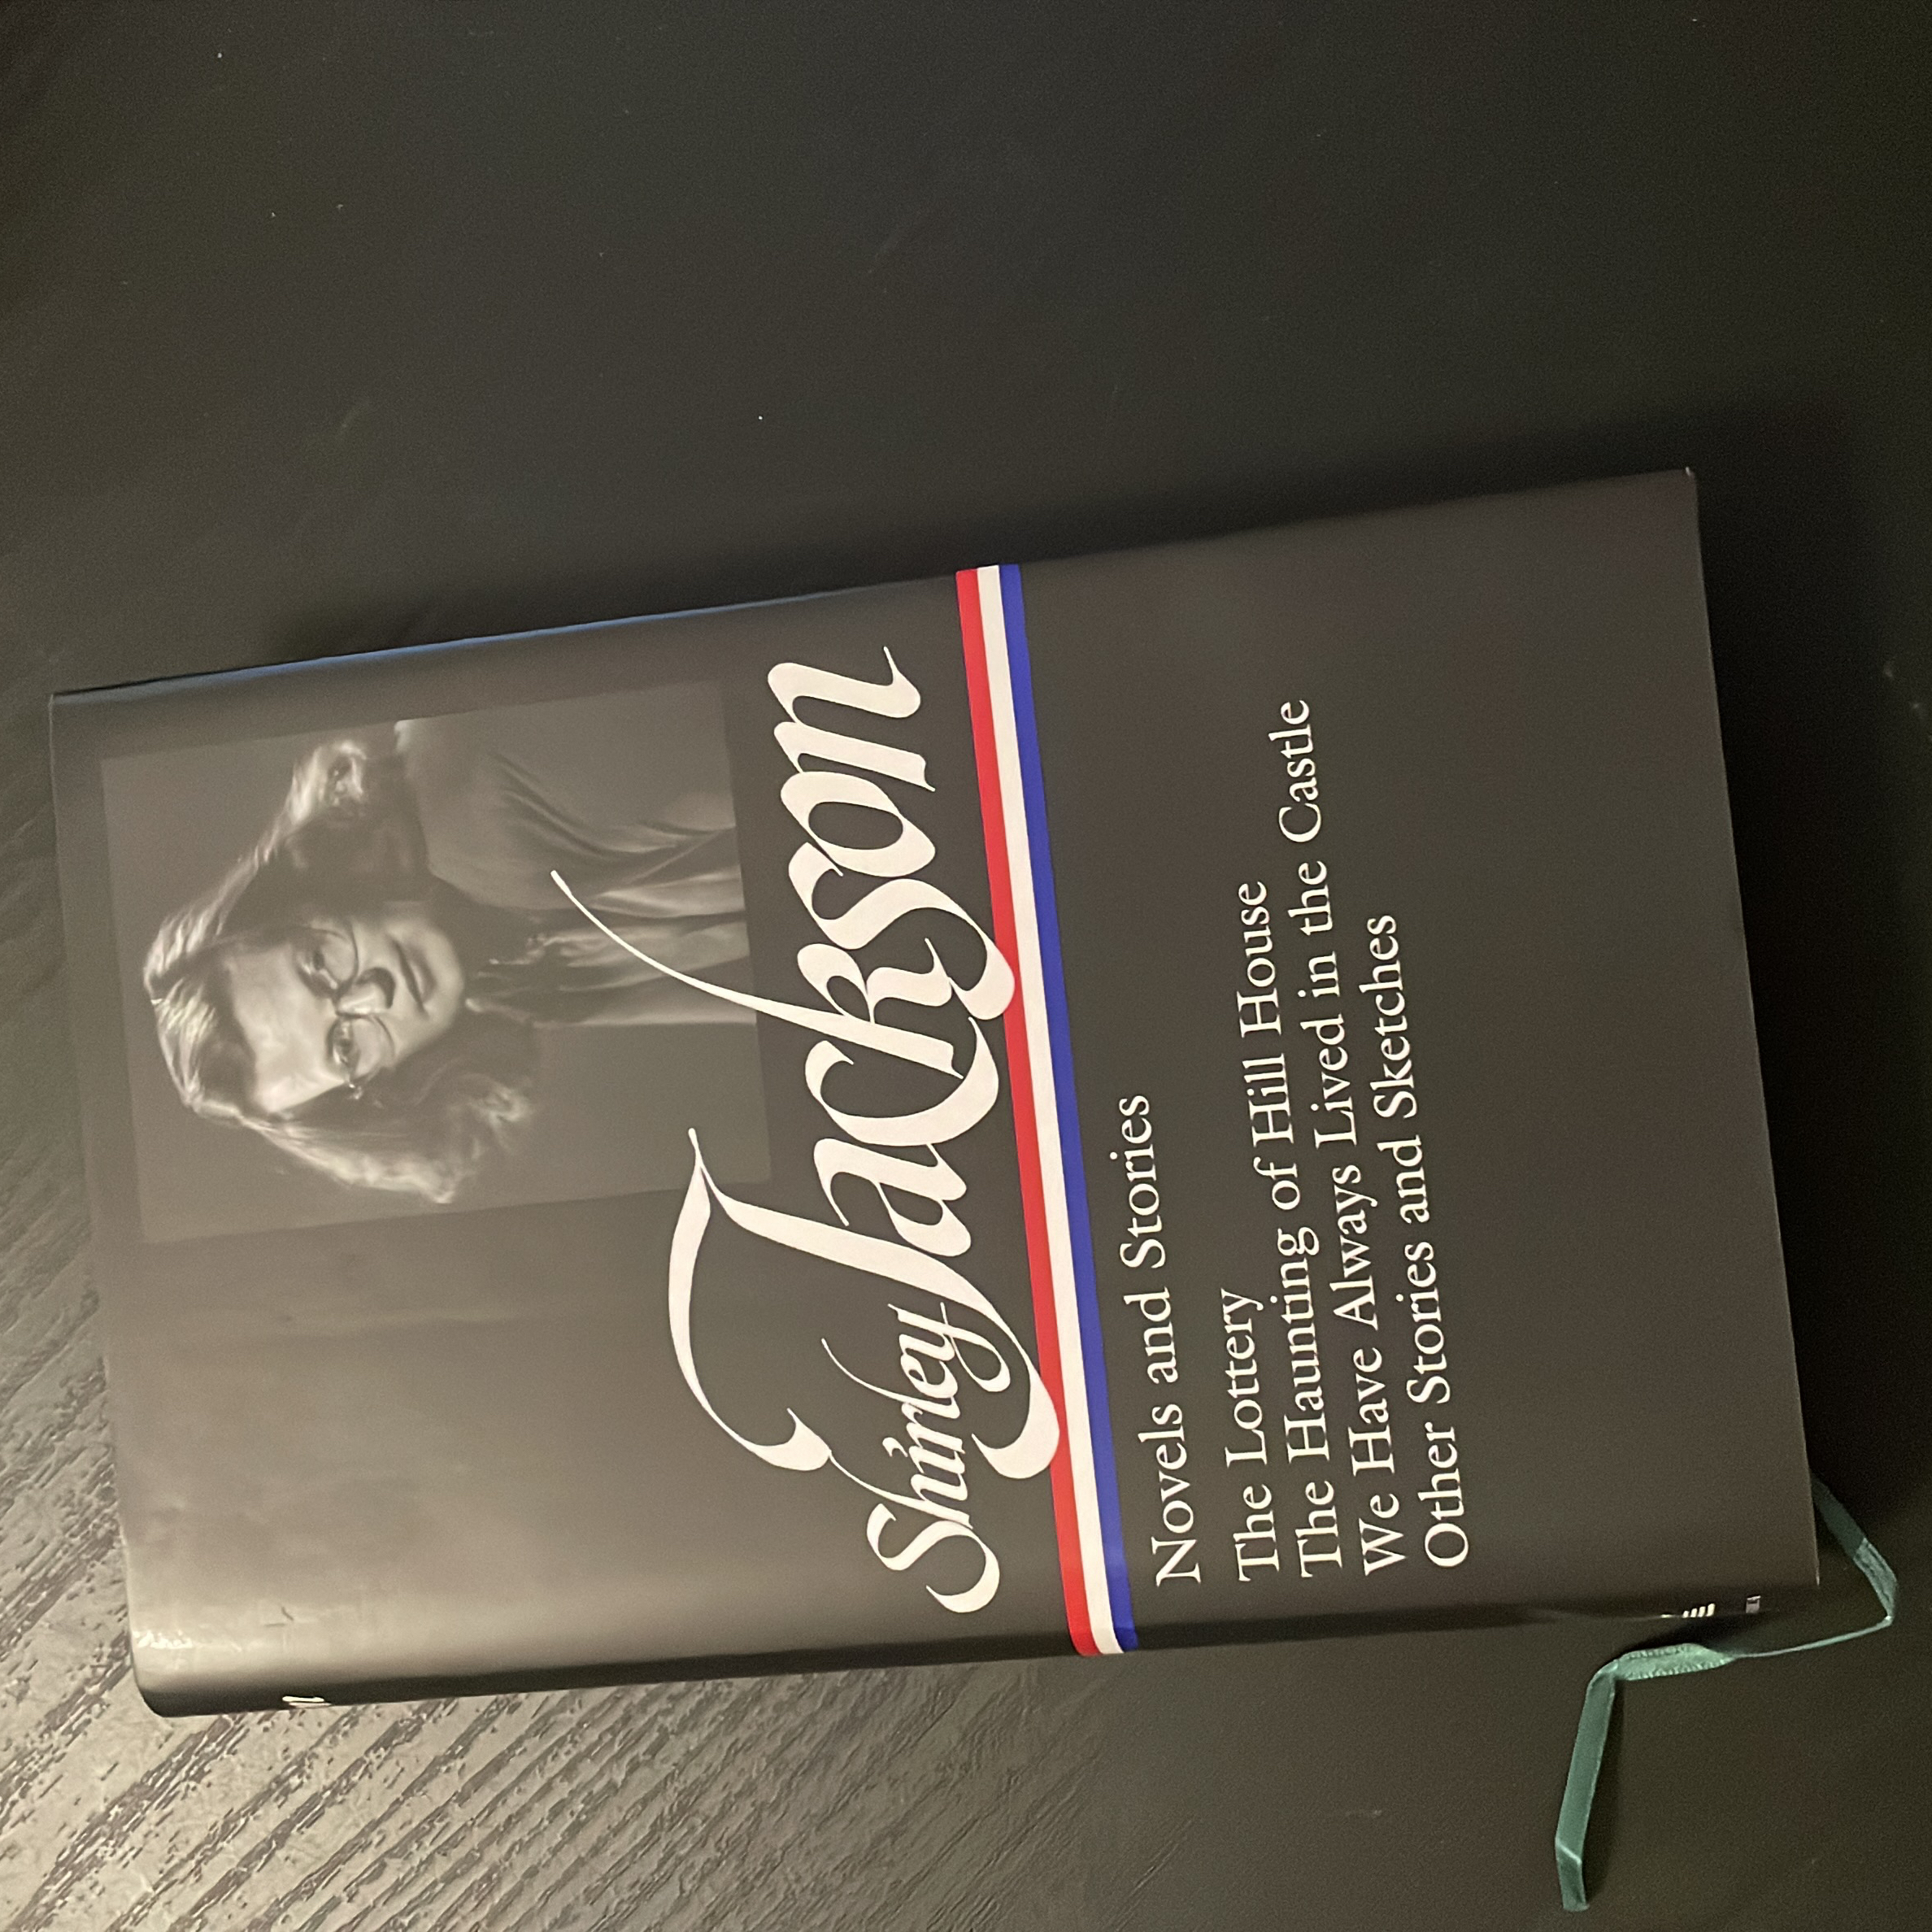 Shirley Jackson
Novels and Stories
The Lottery
The Haunting of Hill House
We Have Always Lived in the Castle
Other Stories and Sketches